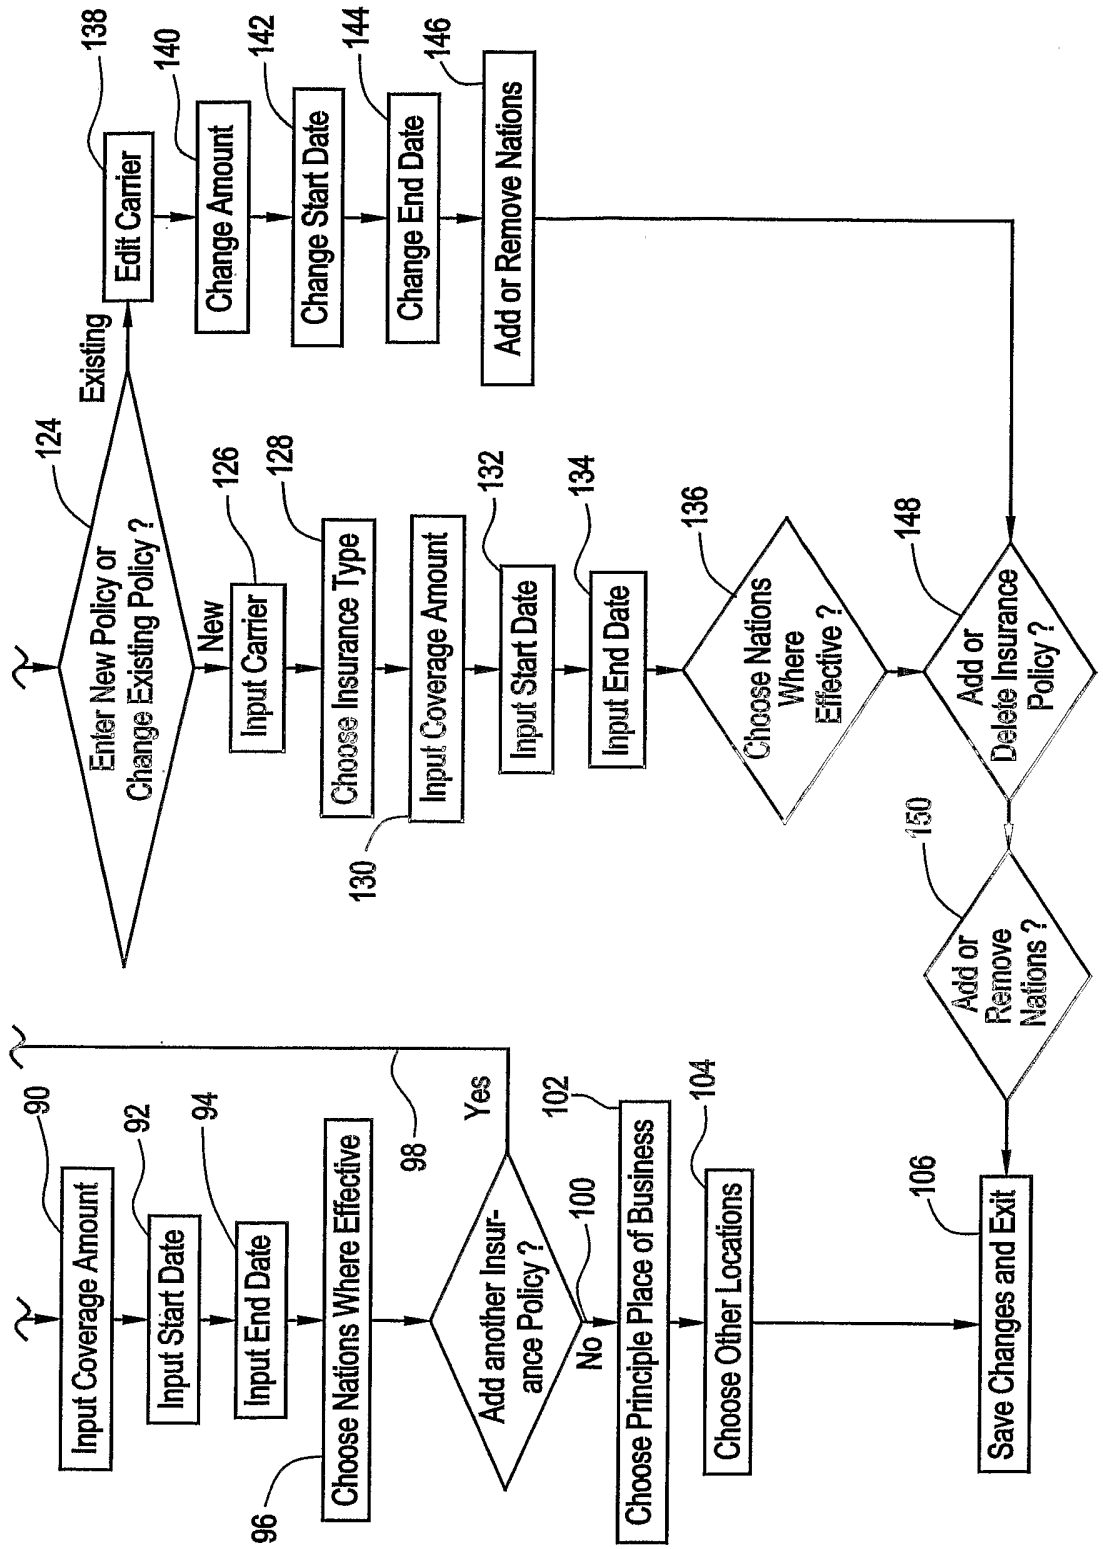 90
Input Coverage Amount
92
Input Start Date
94
Input End Date
96
Choose Nations Where Effective
Add another Insur-
ance Policy ?
Yes
98
No
100
102
Choose Principle Place of Business
104
Choose Other Locations
106
Save Changes and Exit
124
Enter New Policy or
Change Existing Policy ?
Existing
New
126
Input Carrier
128
Choose Insurance Type
130
Input Coverage Amount
132
Input Start Date
134
Input End Date
136
Choose Nations
Where
Effective ?
138
Edit Carrier
140
Change Amount
142
Change Start Date
144
Change End Date
146
Add or Remove Nations
148
Add or
Delete Insurance
Policy ?
150
Add or
Remove
Nations ?